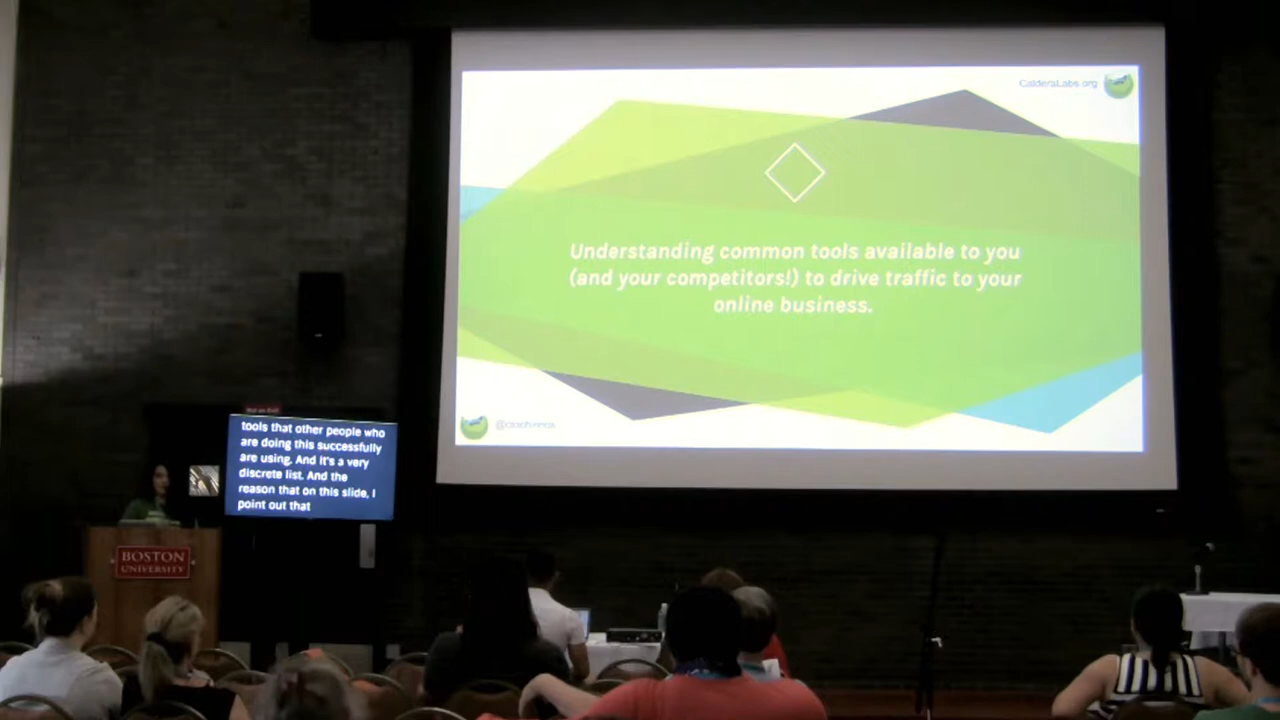 CalderaLabs.org
Understanding common tools available to you
(and your competitors!) to drive traffic to your
online business.
tools that other people who
are doing this successfully
are using. And it's a very
discrete list. And the
reason that on this slide, I
point out that
BOSTON
UNIVERSITY